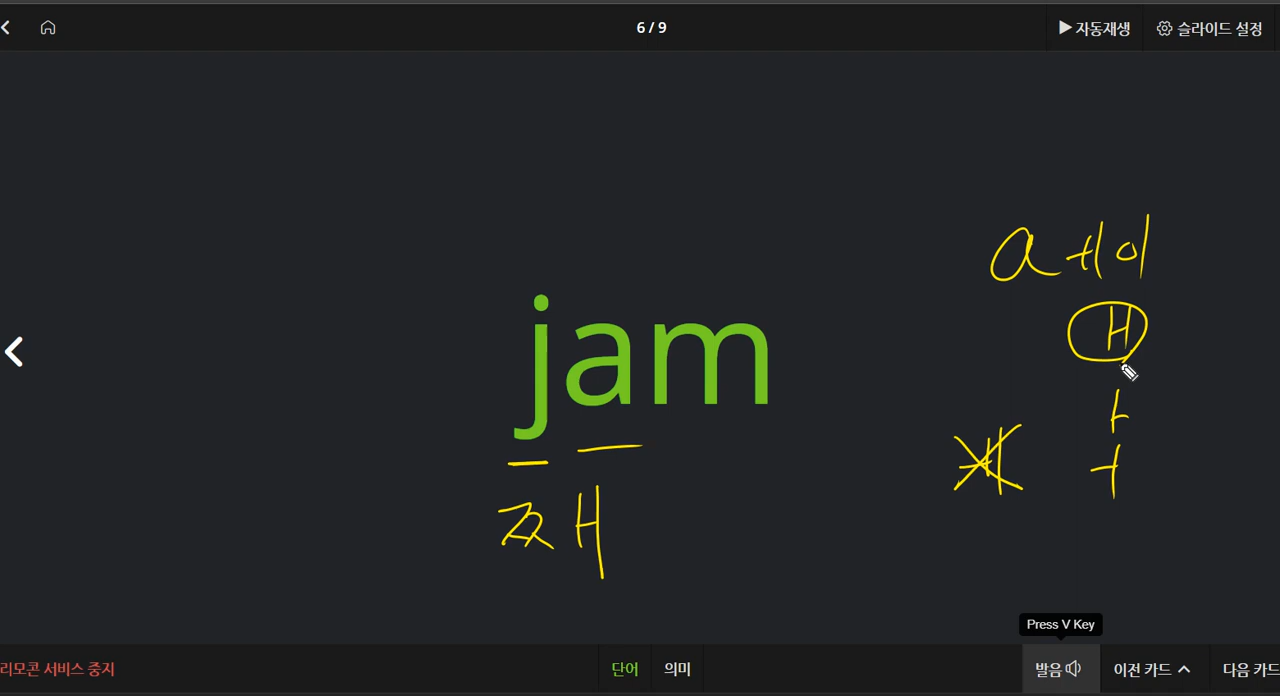 6 / 9
▶ 자동재생
슬라이드 설정
a ㅔ이
jam
ㅐ
ㅏ
ㅓ
ㅔ
재
Press V Key
리모콘 서비스 중지
단어
의미
발음
이전 카드
다음 카드